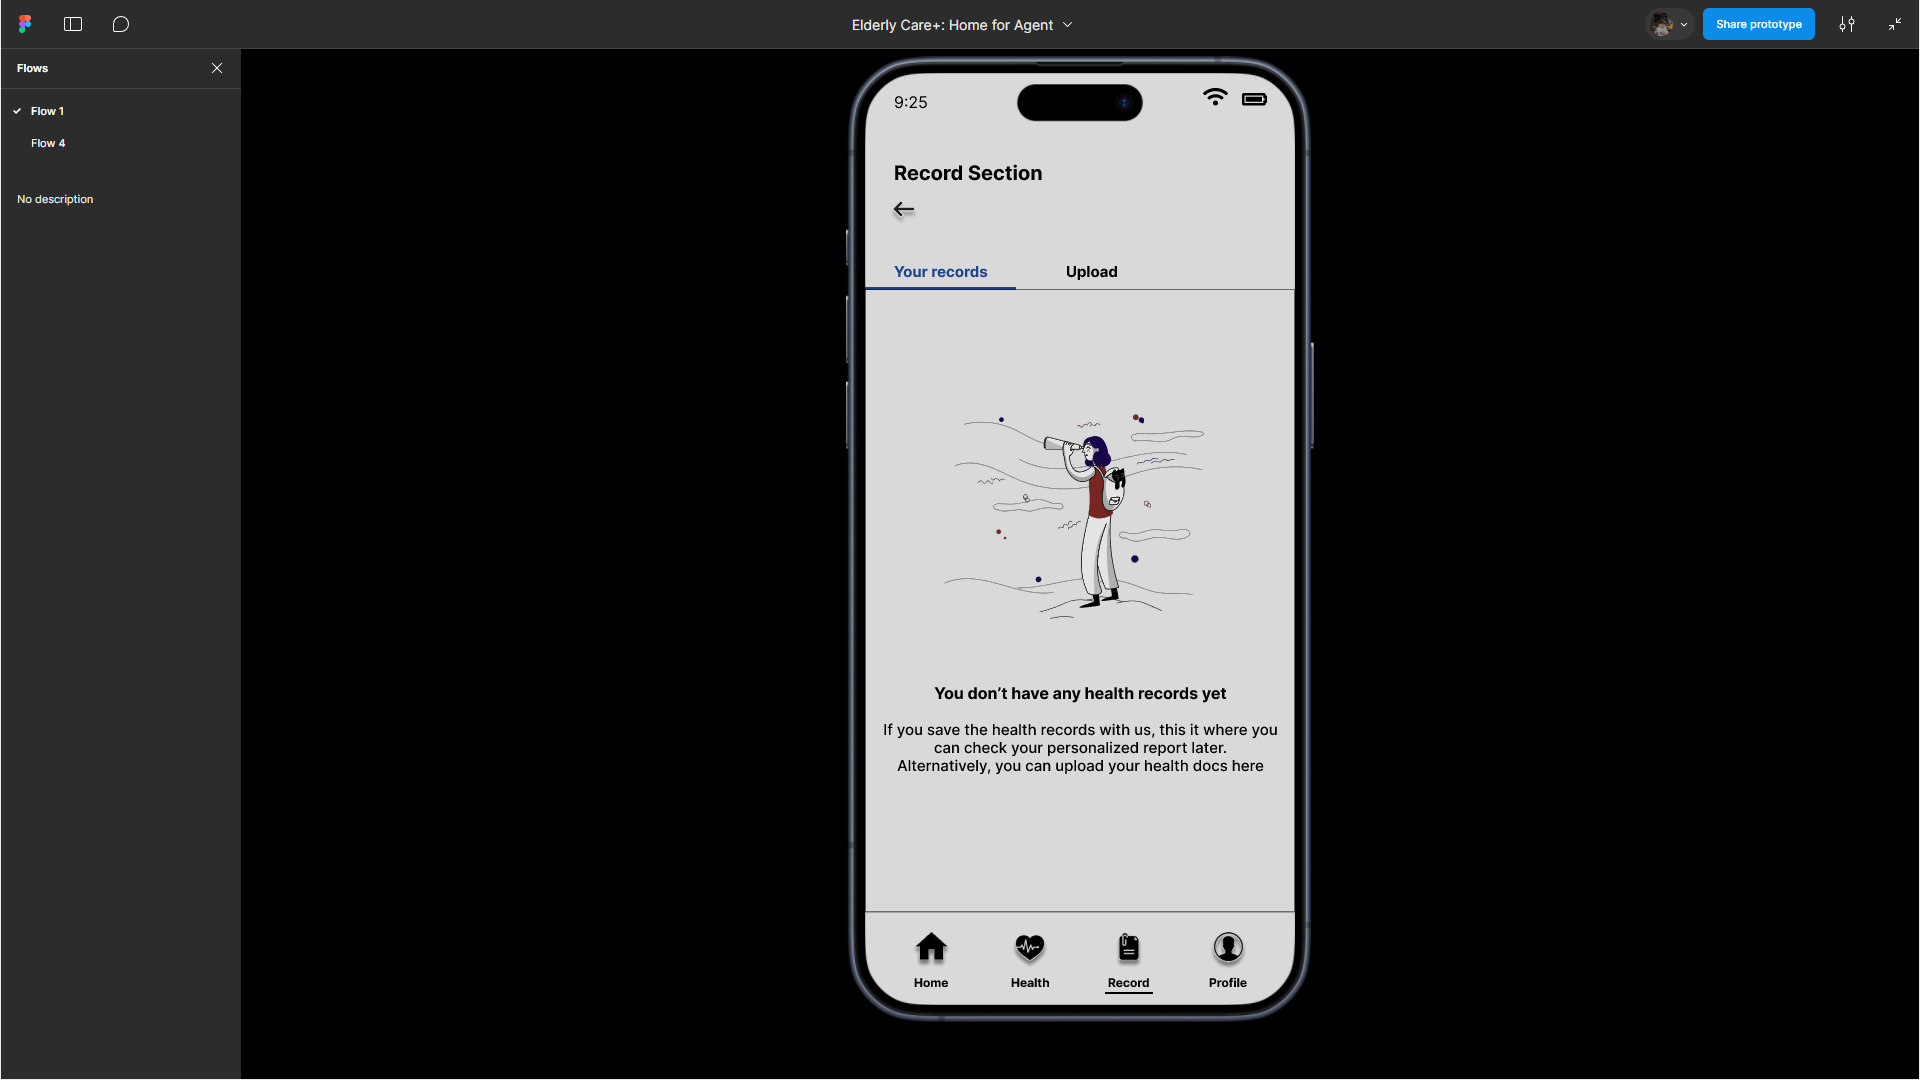 Elderly Care+: Home for Agent
Share prototype
Flows
Flow 1
Flow 4
No description
9:25
Record Section
Your records
Upload
You don’t have any health records yet
If you save the health records with us, this it where you
can check your personalized report later.
Alternatively, you can upload your health docs here
Home
Health
Record
Profile